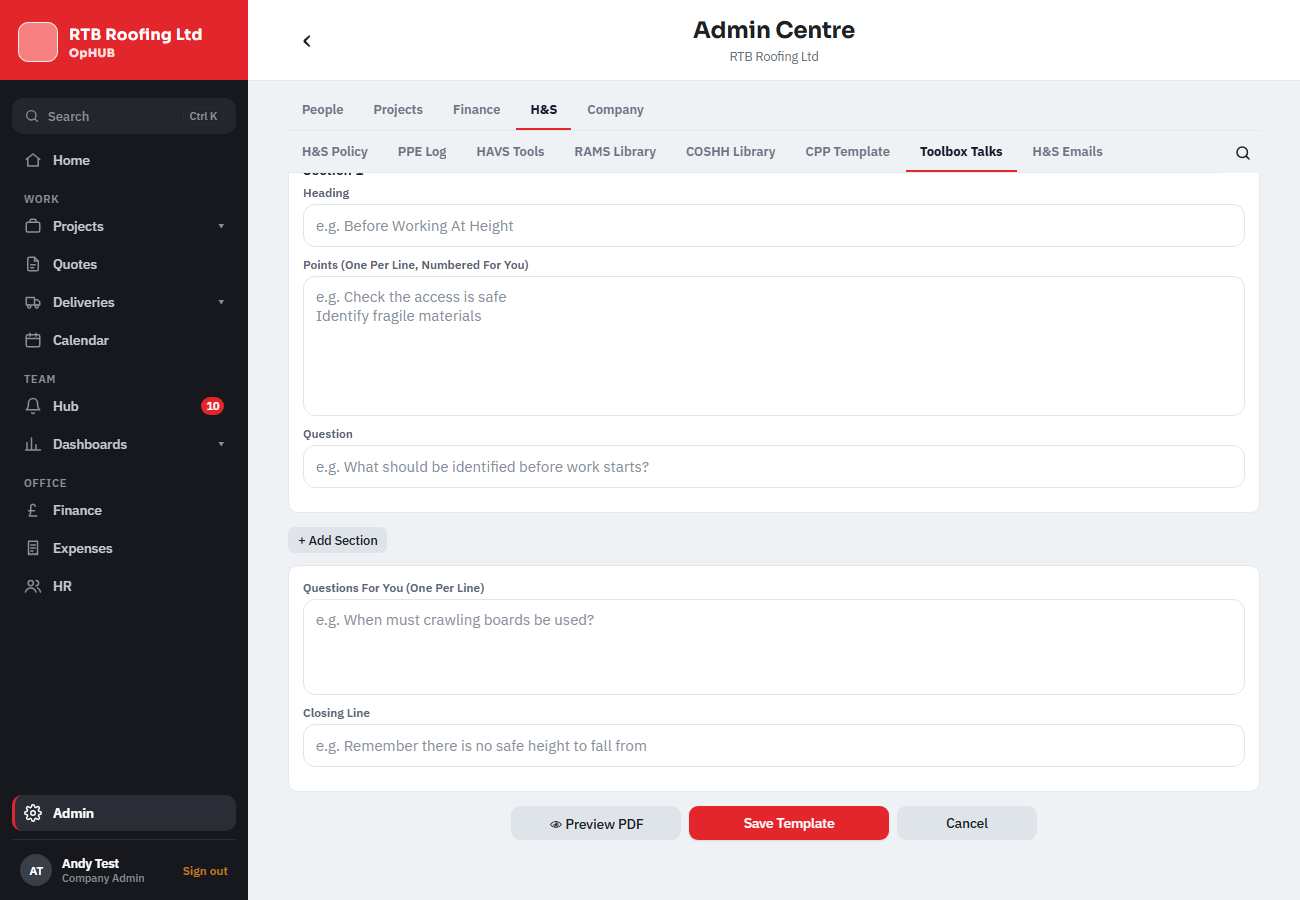 RTB Roofing Ltd
OpHUB
Search
Ctrl K
Home
WORK
Projects
Quotes
Deliveries
Calendar
TEAM
Hub
10
Dashboards
OFFICE
Finance
Expenses
HR
Admin
AT
Andy Test
Company Admin
Sign out
Admin Centre
RTB Roofing Ltd
People
Projects
Finance
H&S
Company
H&S Policy
PPE Log
HAVS Tools
RAMS Library
COSHH Library
CPP Template
Toolbox Talks
H&S Emails
Section 1
Heading
e.g. Before Working At Height
Points (One Per Line, Numbered For You)
e.g. Check the access is safe
Identify fragile materials
Question
e.g. What should be identified before work starts?
+ Add Section
Questions For You (One Per Line)
e.g. When must crawling boards be used?
Closing Line
e.g. Remember there is no safe height to fall from
Preview PDF
Save Template
Cancel